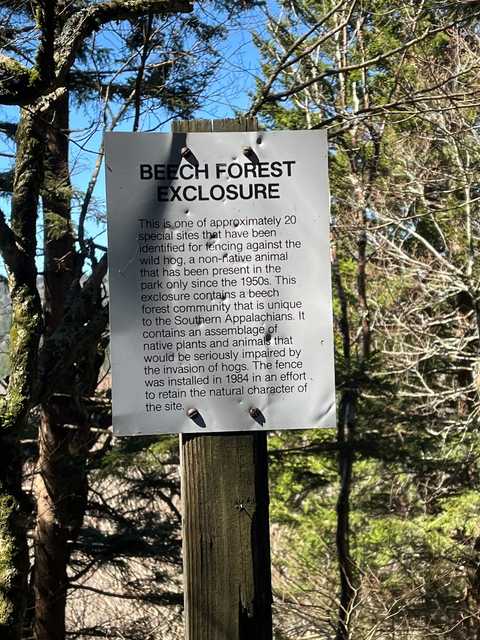 BEECH FOREST
EXCLOSURE
This is one of approximately 20
special sites that have been
identified for fencing against the
wild hog, a non-native animal
that has been present in the
park only since the 1950s. This
exclosure contains a beech
forest community that is unique
to the Southern Appalachians. It
contains an assemblage of
native plants and animals that
would be seriously impaired by
the invasion of hogs. The fence
was installed in 1984 in an effort
to retain the natural character of
the site.